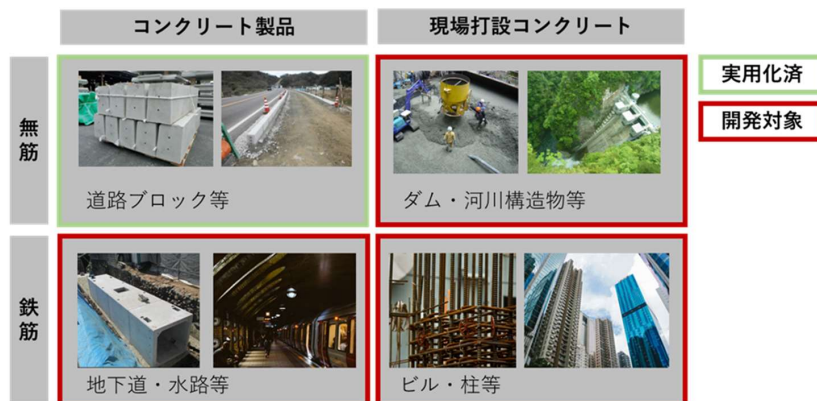 コンクリート製品
現場打設コンクリート
実用化済
開発対象
無筋
道路ブロック等
ダム・河川構造物等
鉄筋
地下道・水路等
ビル・柱等